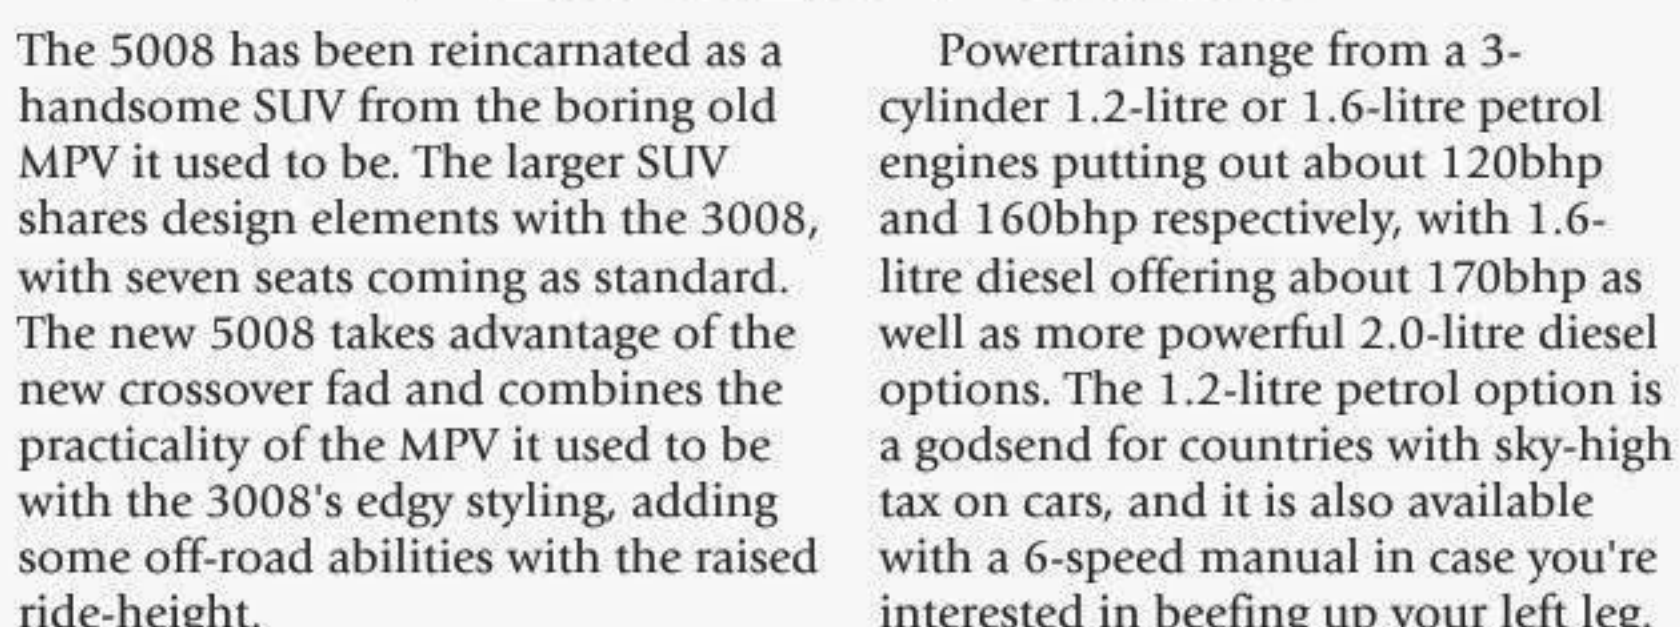 The 5008 has been reincarnated as a
handsome SUV from the boring old
MPV it used to be. The larger SUV
shares design elements with the 3008,
with seven seats coming as standard.
The new 5008 takes advantage of the
new crossover fad and combines the
practicality of the MPV it used to be
with the 3008's edgy styling, adding
some off-road abilities with the raised
ride-height.
Powertrains range from a 3-
cylinder 1.2-litre or 1.6-litre petrol
engines putting out about 120bhp
and 160bhp respectively, with 1.6-
litre diesel offering about 170bhp as
well as more powerful 2.0-litre diesel
options. The 1.2-litre petrol option is
a godsend for countries with sky-high
tax on cars, and it is also available
with a 6-speed manual in case you're
interested in beefing up your left leg.